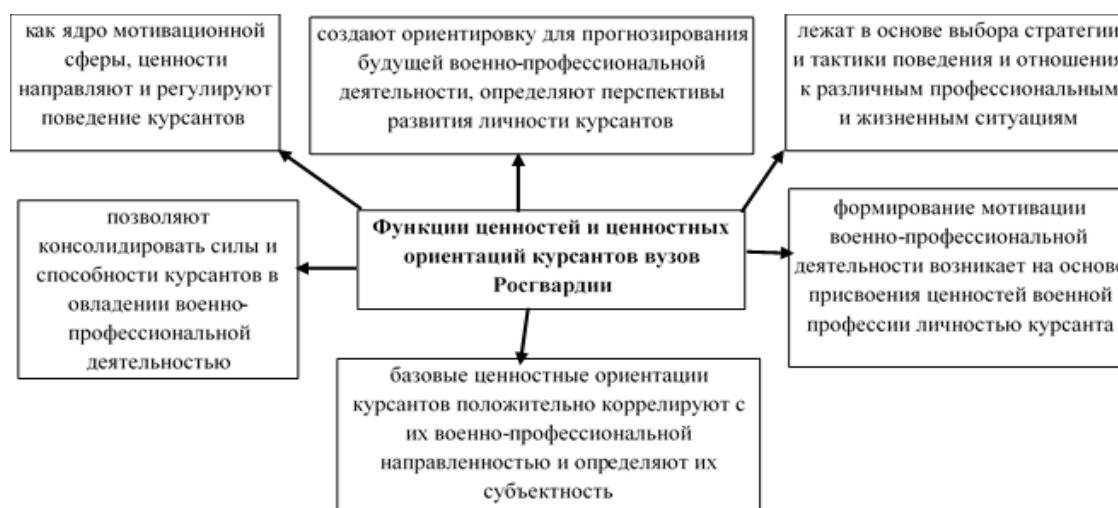 как ядро мотивационной
сферы, ценности
направляют и регулируют
поведение курсантов
создают ориентировку для прогнозирования
будущей военно-профессиональной
деятельности, определяют перспективы
развития личности курсантов
лежат в основе выбора стратегии
и тактики поведения и отношения
к различным профессиональным
и жизненным ситуациям
позволяют
консолидировать силы и
способности курсантов в
овладении военно-
профессиональной
деятельностью
Функции ценностей и ценностных
ориентаций курсантов вузов
Росгвардии
формирование мотивации
военно-профессиональной
деятельности возникает на основе
присвоения ценностей военной
профессии личностью курсанта
базовые ценностные ориентации
курсантов положительно коррелируют с
их военно-профессиональной
направленностью и определяют их
субъектность